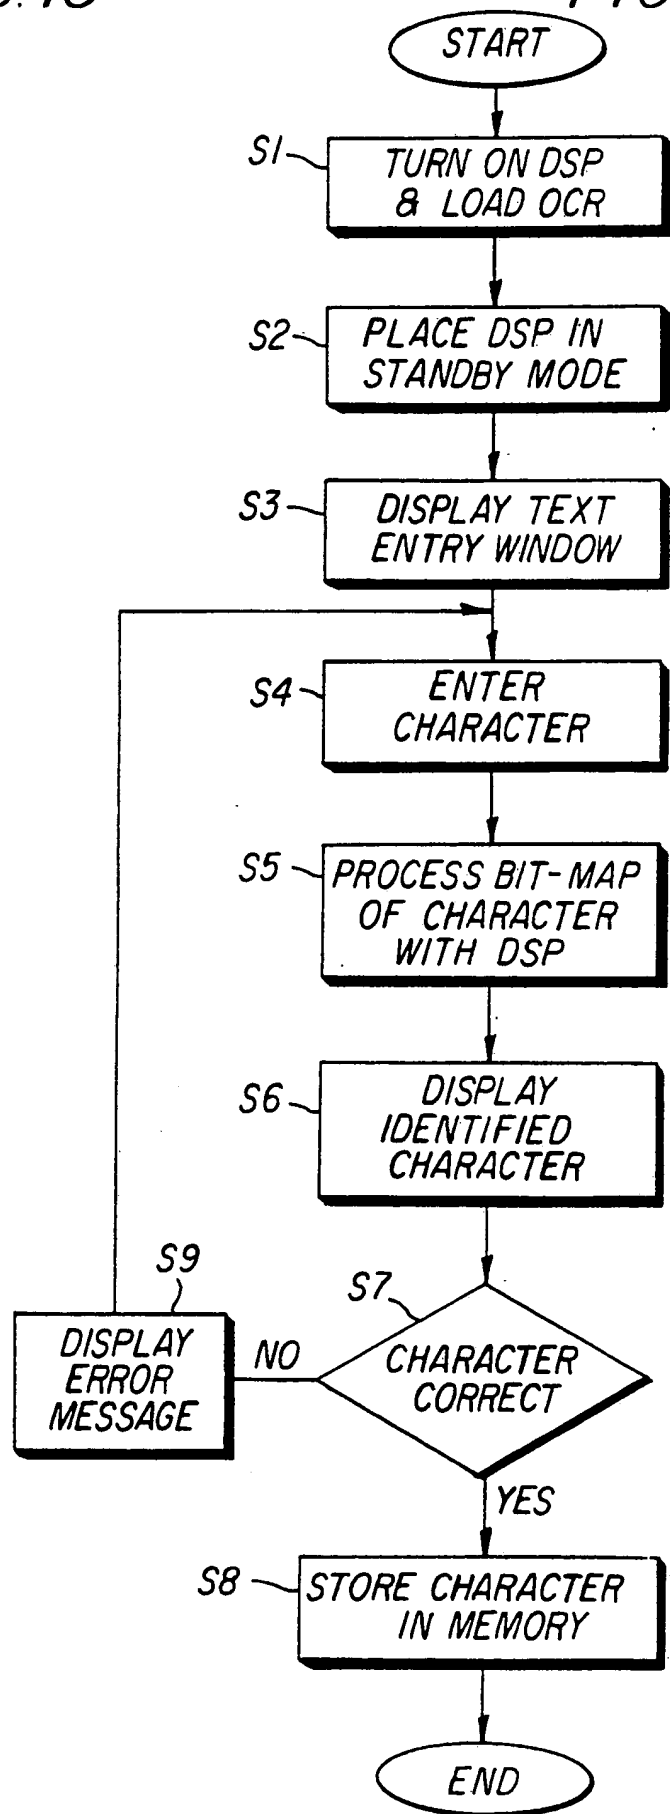 START
S1
TURN ON DSP
& LOAD OCR
S2
PLACE DSP IN
STANDBY MODE
S3
DISPLAY TEXT
ENTRY WINDOW
S4
ENTER
CHARACTER
S5
PROCESS BIT-MAP
OF CHARACTER
WITH DSP
S6
DISPLAY
IDENTIFIED
CHARACTER
S7
CHARACTER
CORRECT
NO
S9
DISPLAY
ERROR
MESSAGE
YES
S8
STORE CHARACTER
IN MEMORY
END